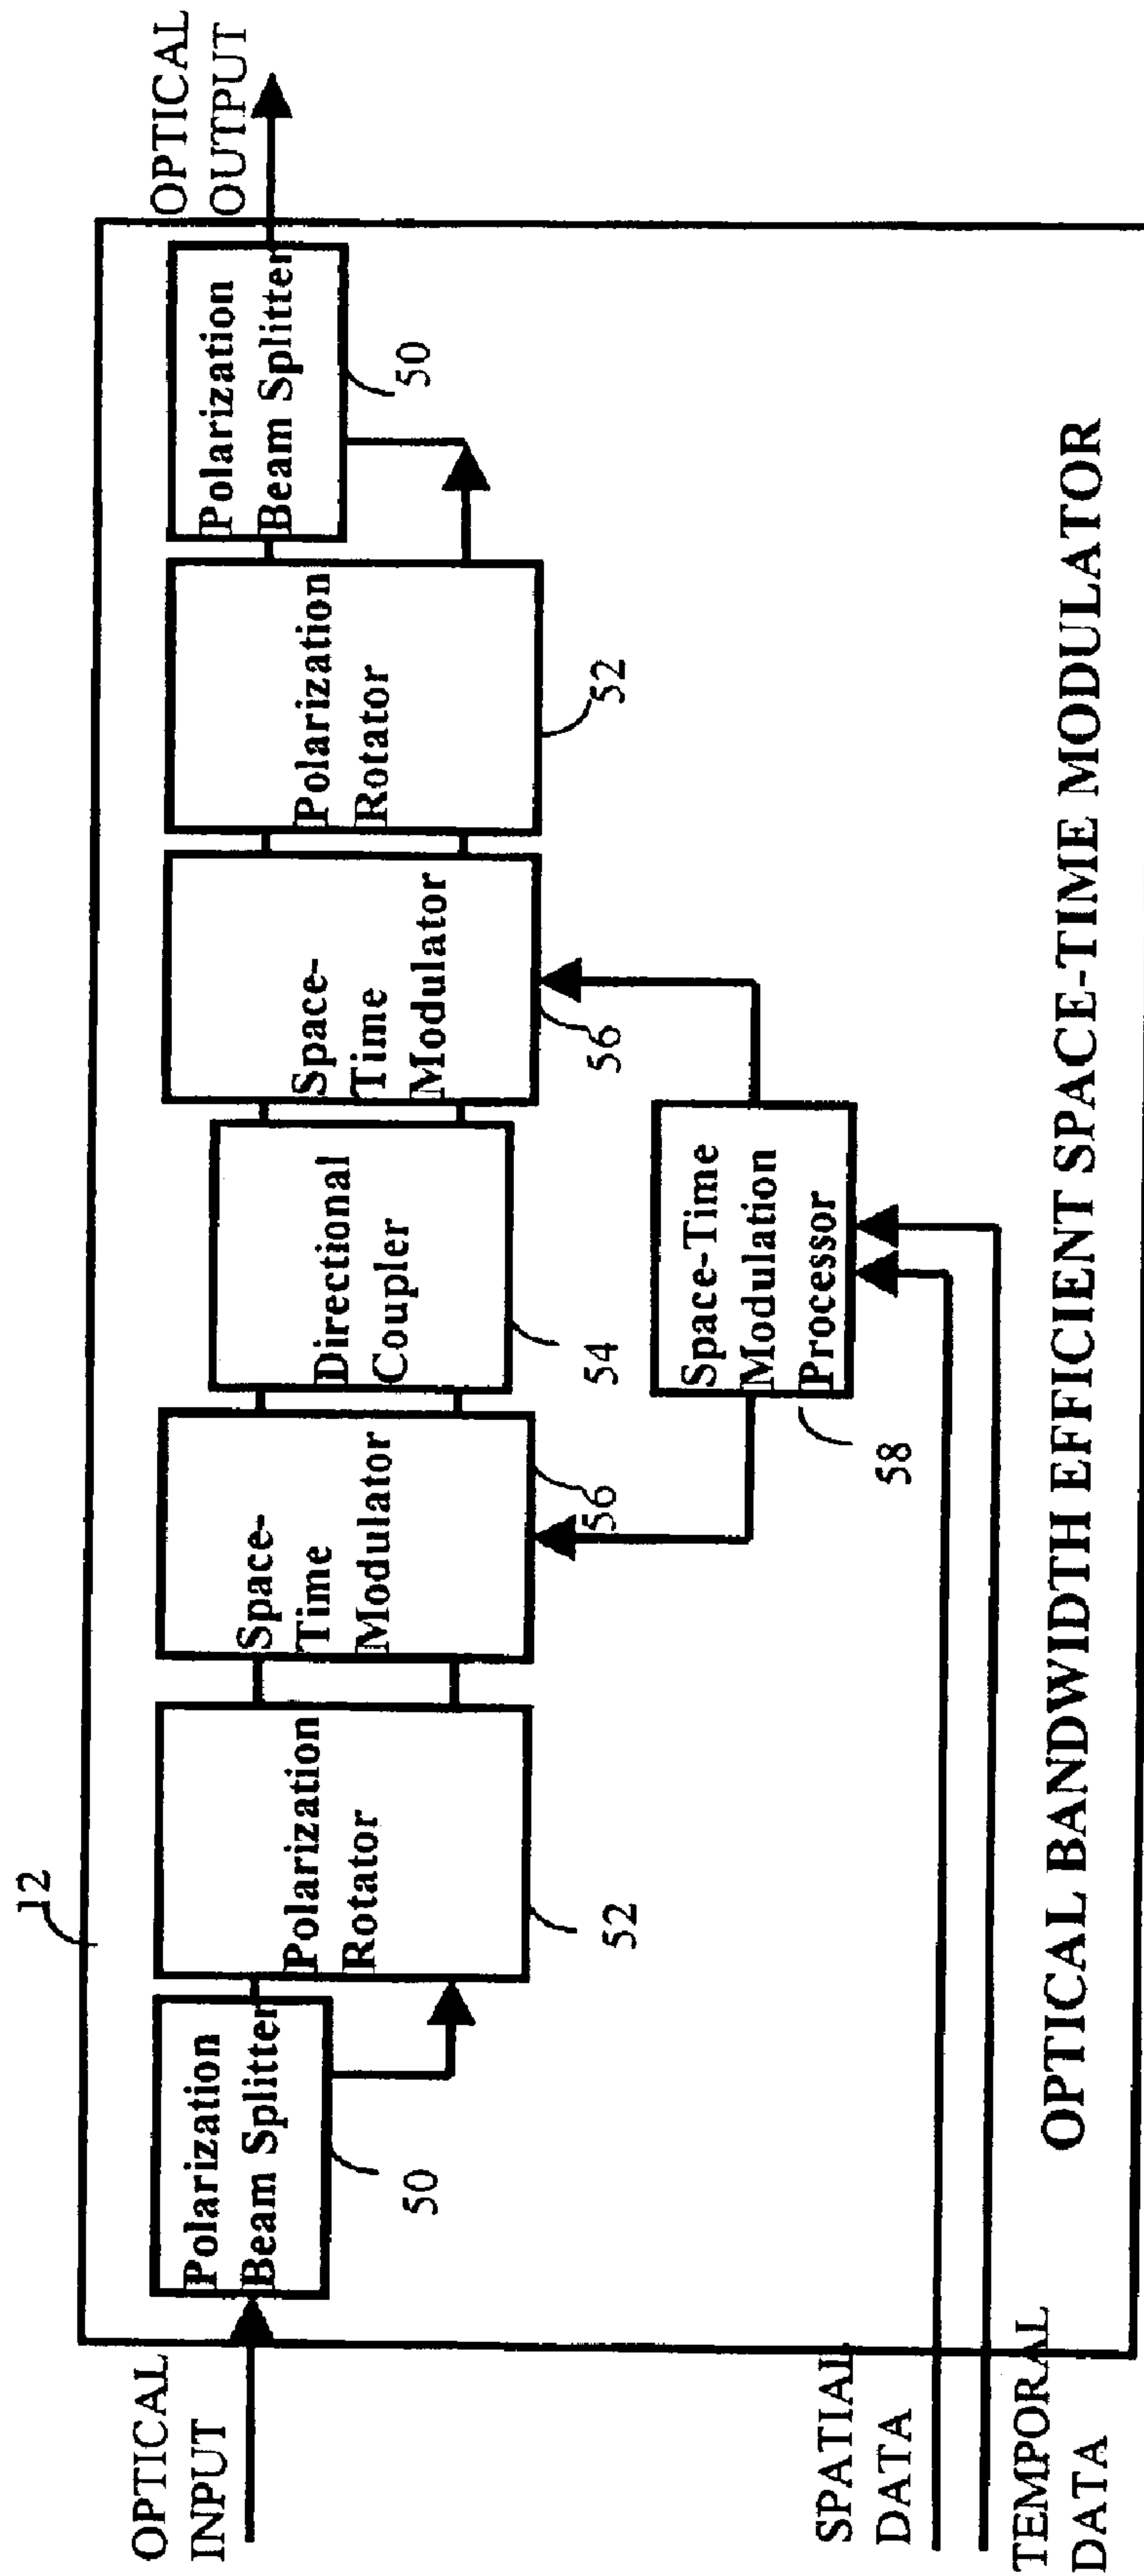 12
OPTICAL
INPUT
Polarization
Beam Splitter
50
Polarization
Rotator
52
Space-
Time
Modulator
56
Directional
Coupler
54
Space-
Time
Modulator
56
Polarization
Rotator
52
Polarization
Beam Splitter
50
OPTICAL
OUTPUT
Space-Time
Modulation
Processor
58
SPATIAL
DATA
TEMPORAL
DATA
OPTICAL BANDWIDTH EFFICIENT SPACE-TIME MODULATOR